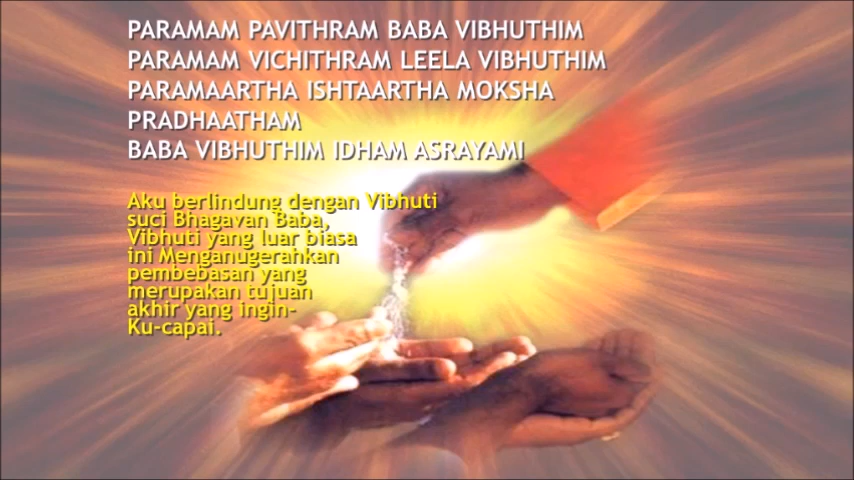 PARAMAM PAVITHRAM BABA VIBHUTHIM
PARAMAM VICHITHRAM LEELA VIBHUTHIM
PARAMAARTHA ISHTAARTHA MOKSHA
PRADHAATHAM
BABA VIBHUTHIM IDHAM ASRAYAMI
Aku berlindung dengan Vibhuti
suci Bhagavan Baba,
Vibhuti yang luar biasa
ini Menganugerahkan
pembebasan yang
merupakan tujuan
akhir yang ingin-
Ku-capai.